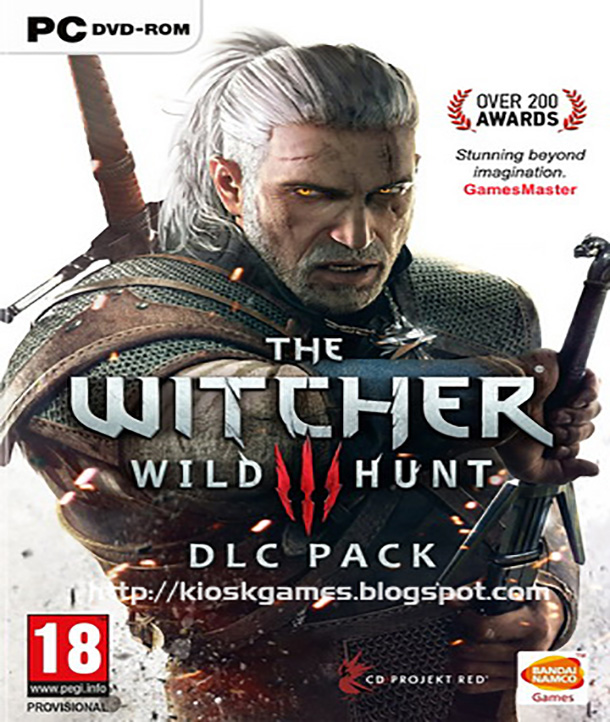 PC DVD-ROM
OVER 200
AWARDS
Stunning beyond
imagination.
GamesMaster
THE
WITCHER
WILD III HUNT
DLC PACK
http://kioskgames.blogspot.com
18
www.pegi.info
PROVISIONAL
CD PROJEKT RED
BANDAI
NAMCO
Games